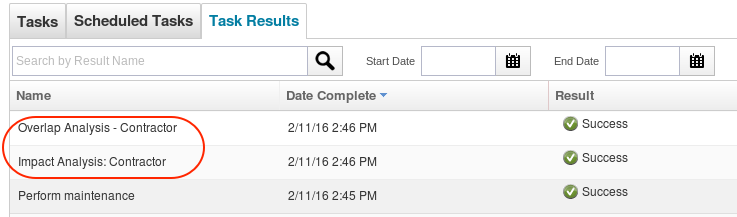 Tasks Scheduled Tasks Task Results
Search by Result Name Start Date End Date
Name Date Complete Result
Overlap Analysis - Contractor 2/11/16 2:46 PM Success
Impact Analysis: Contractor 2/11/16 2:46 PM Success
Perform maintenance 2/11/16 2:45 PM Success